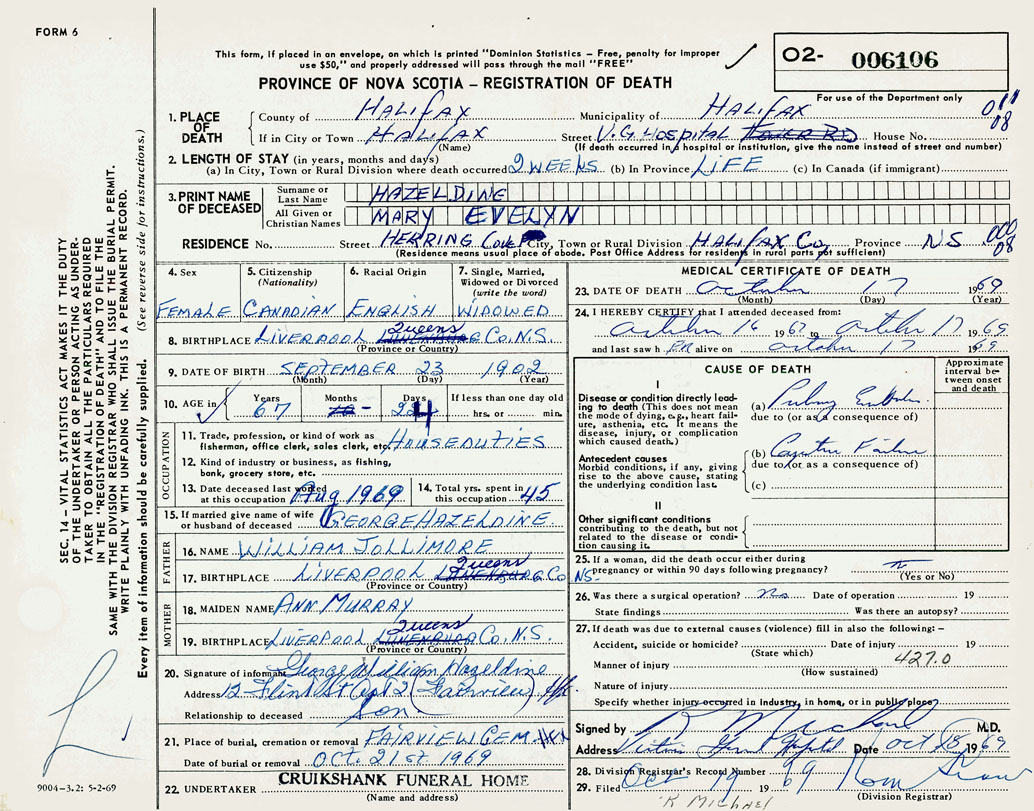 FORM 6
This form, if placed in an envelope, on which is printed "Dominion Statistics – Free, penalty for improper
use $50," and properly addressed will pass through the mail "FREE"
PROVINCE OF NOVA SCOTIA – REGISTRATION OF DEATH
02- 006106
For use of the Department only
1. PLACE OF DEATH
County of HALIFAX Municipality of HALIFAX
If in City or Town HALIFAX Street V.G. HOSPITAL House No.
(Name) (If death occurred in hospital or institution, give the name instead of street and number)
2. LENGTH OF STAY (in years, months and days)
(a) In City, Town or Rural Division where death occurred 2 WEEKS (b) In Province LIFE (c) In Canada (if immigrant)
3. PRINT NAME OF DECEASED
Surname or Last Name HAZELDINE
All Given or Christian Names MARY EVELYN
RESIDENCE No. Street HERRING COVE City, Town or Rural Division HALIFAX Co. Province NS
(Residence means usual place of abode. Post Office Address for residents in rural parts not sufficient)
4. Sex FEMALE
5. Citizenship (Nationality) CANADIAN
6. Racial Origin ENGLISH
7. Single, Married, Widowed or Divorced (write the word) WIDOWED
8. BIRTHPLACE LIVERPOOL Queens Co. N.S.
(Province or Country)
9. DATE OF BIRTH SEPTEMBER 23 1902
(Month) (Day) (Year)
10. AGE in Years 67 Months - Days 24 If less than one day old
hrs. or min.
OCCUPATION
11. Trade, profession, or kind of work as
fisherman, office clerk, sales clerk, etc. HOUSEDUTIES
12. Kind of industry or business, as fishing,
bank, grocery store, etc.
13. Date deceased last worked at this occupation Aug 1969
14. Total yrs. spent in this occupation 45
15. If married give name of wife
or husband of deceased GEORGE HAZELDINE
FATHER
16. NAME WILLIAM JOLLIMORE
17. BIRTHPLACE LIVERPOOL Queens Co NS.
(Province or Country)
MOTHER
18. MAIDEN NAME ANN MURRAY
19. BIRTHPLACE LIVERPOOL Queens Co. N.S.
(Province or Country)
20. Signature of informant George William Hazeldine
Address 12 Flint St Apt 2 (Fairview) Hfx.
Relationship to deceased Son
21. Place of burial, cremation or removal FAIRVIEW CEM.
Date of burial or removal OCT. 21st 1969
22. UNDERTAKER CRUIKSHANK FUNERAL HOME
(Name and address)
MEDICAL CERTIFICATE OF DEATH
23. DATE OF DEATH October 17 1969
(Month) (Day) (Year)
24. I HEREBY CERTIFY that I attended deceased from:
October 16 19 to October 17 1969
and last saw h ER alive on October 17 1969
CAUSE OF DEATH
Approximate interval between onset and death
I
Disease or condition directly leading to death (This does not mean
the mode of dying, e.g., heart failure, asthenia, etc. It means the
disease, injury, or complication
which caused death.)
(a)
due to (or as a consequence of)
Antecedent causes
Morbid conditions, if any, giving
rise to the above cause, stating
the underlying condition last.
(b) Failure
due to (or as a consequence of)
(c)
II
Other significant conditions
contributing to the death, but not
related to the disease or condition causing it.
25. If a woman, did the death occur either during
pregnancy or within 90 days following pregnancy?
(Yes or No)
26. Was there a surgical operation? No Date of operation 19
State findings Was there an autopsy?
27. If death was due to external causes (violence) fill in also the following:–
Accident, suicide or homicide? Date of injury 19
(State which)
427.0
Manner of injury
(How sustained)
Nature of injury
Specify whether injury occurred in industry, in home, or in public place
Signed by M.D.
Address Victoria Genl Hospital Date Oct 18 1969
28. Division Registrar's Record Number
29. Filed Oct 19 1969
(Division Registrar)
K MICHAEL
SEC. 14 – VITAL STATISTICS ACT MAKES IT THE DUTY
OF THE UNDERTAKER OR PERSON ACTING AS UNDERTAKER TO OBTAIN ALL THE PARTICULARS REQUIRED
IN THE "REGISTRATION OF DEATH" AND TO FILE THE
SAME WITH THE DIVISION REGISTRAR WHO SHALL ISSUE THE BURIAL PERMIT.
WRITE PLAINLY WITH UNFADING INK. THIS IS A PERMANENT RECORD.
Every item of information should be carefully supplied. (See reverse side for instructions.)
9004–3.2: 5-2-69